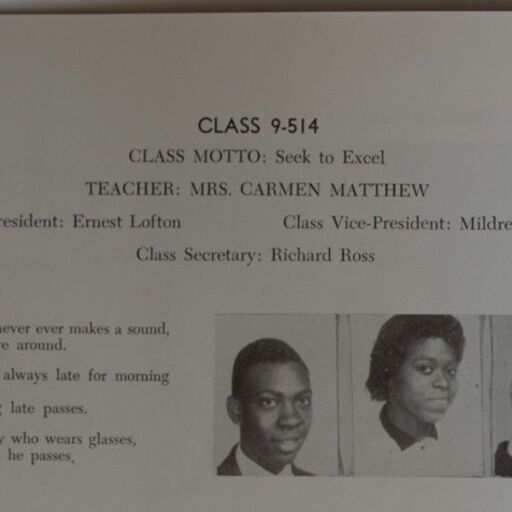 CLASS 9-514
CLASS MOTTO: Seek to Excel
TEACHER: MRS. CARMEN MATTHEW
resident: Ernest Lofton Class Vice-President: Mildre
Class Secretary: Richard Ross
never ever makes a sound,
e around.
always late for morning
late passes.
y who wears glasses,
he passes.